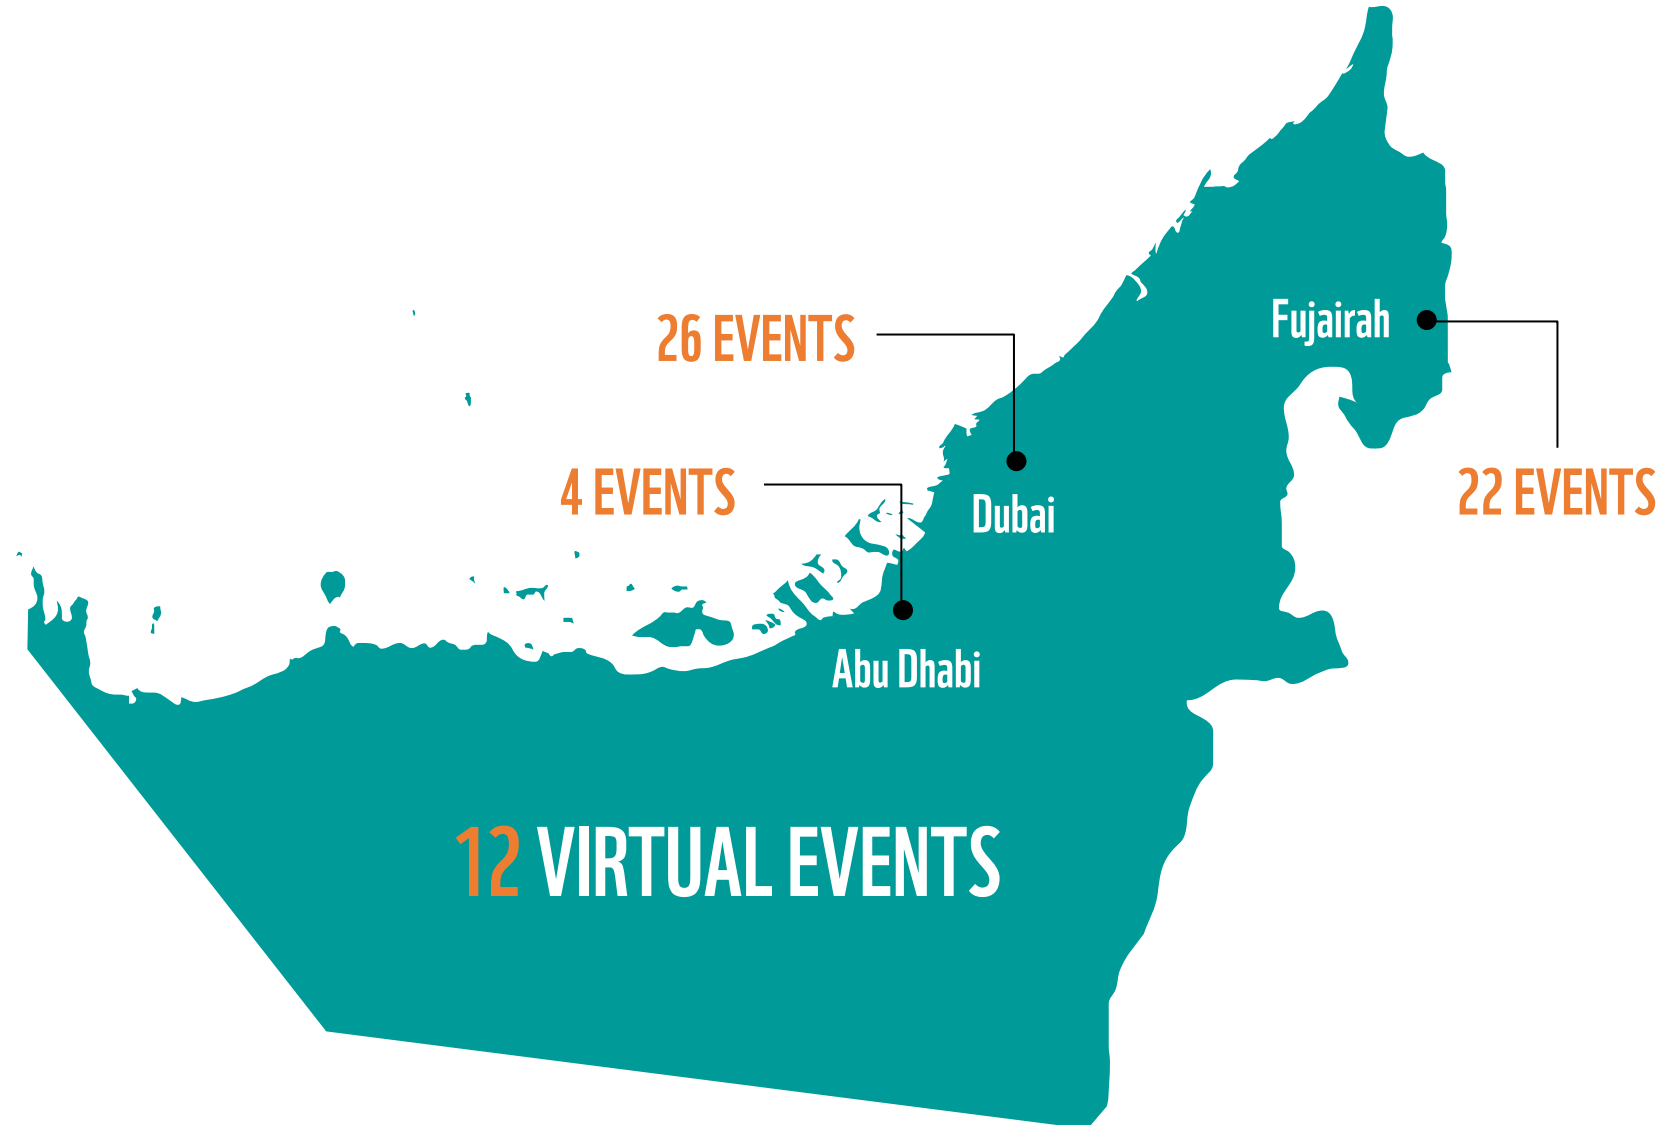 Fujairah
26 EVENTS
4 EVENTS
22 EVENTS
Dubai
Abu Dhabi
12 VIRTUAL EVENTS